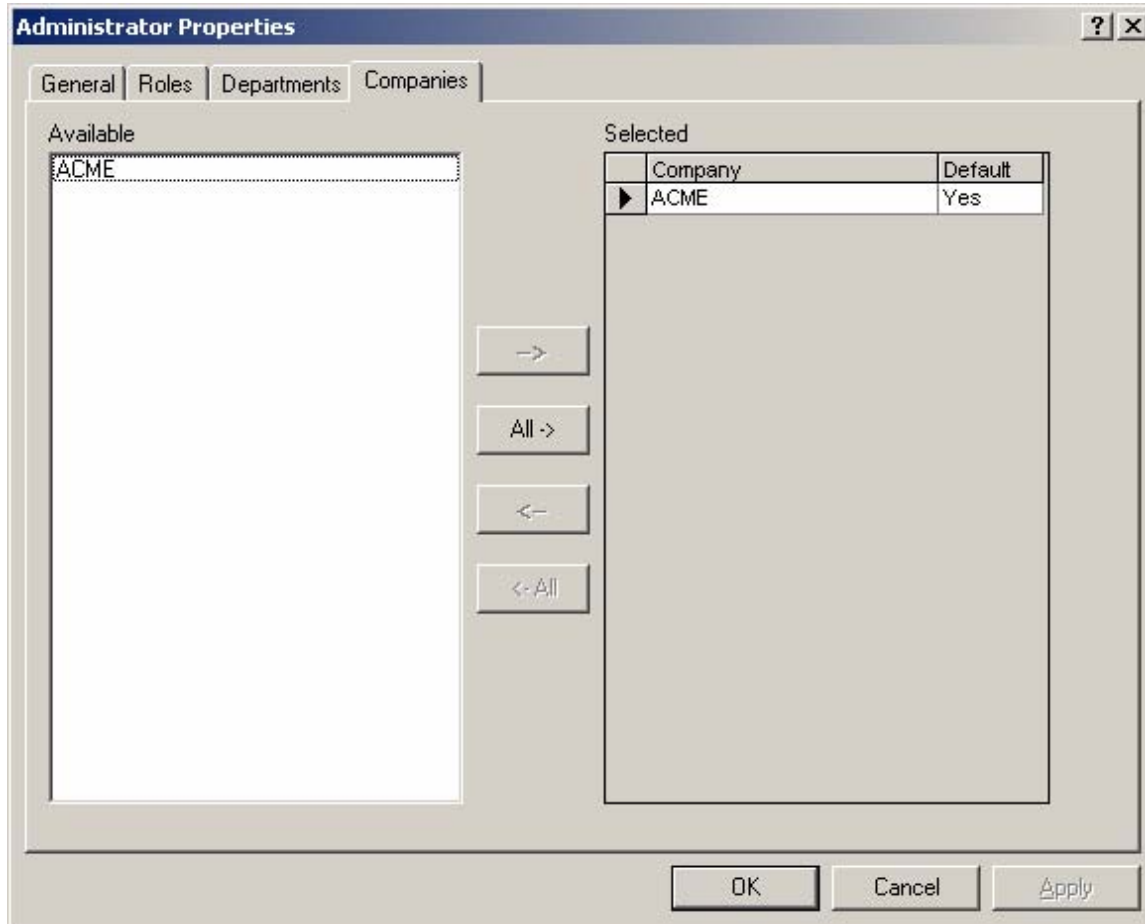 Administrator Properties
General Roles Departments Companies
Available Selected
ACME
Company Default
ACME Yes
-->
All ->
<--
<- All
OK Cancel Apply